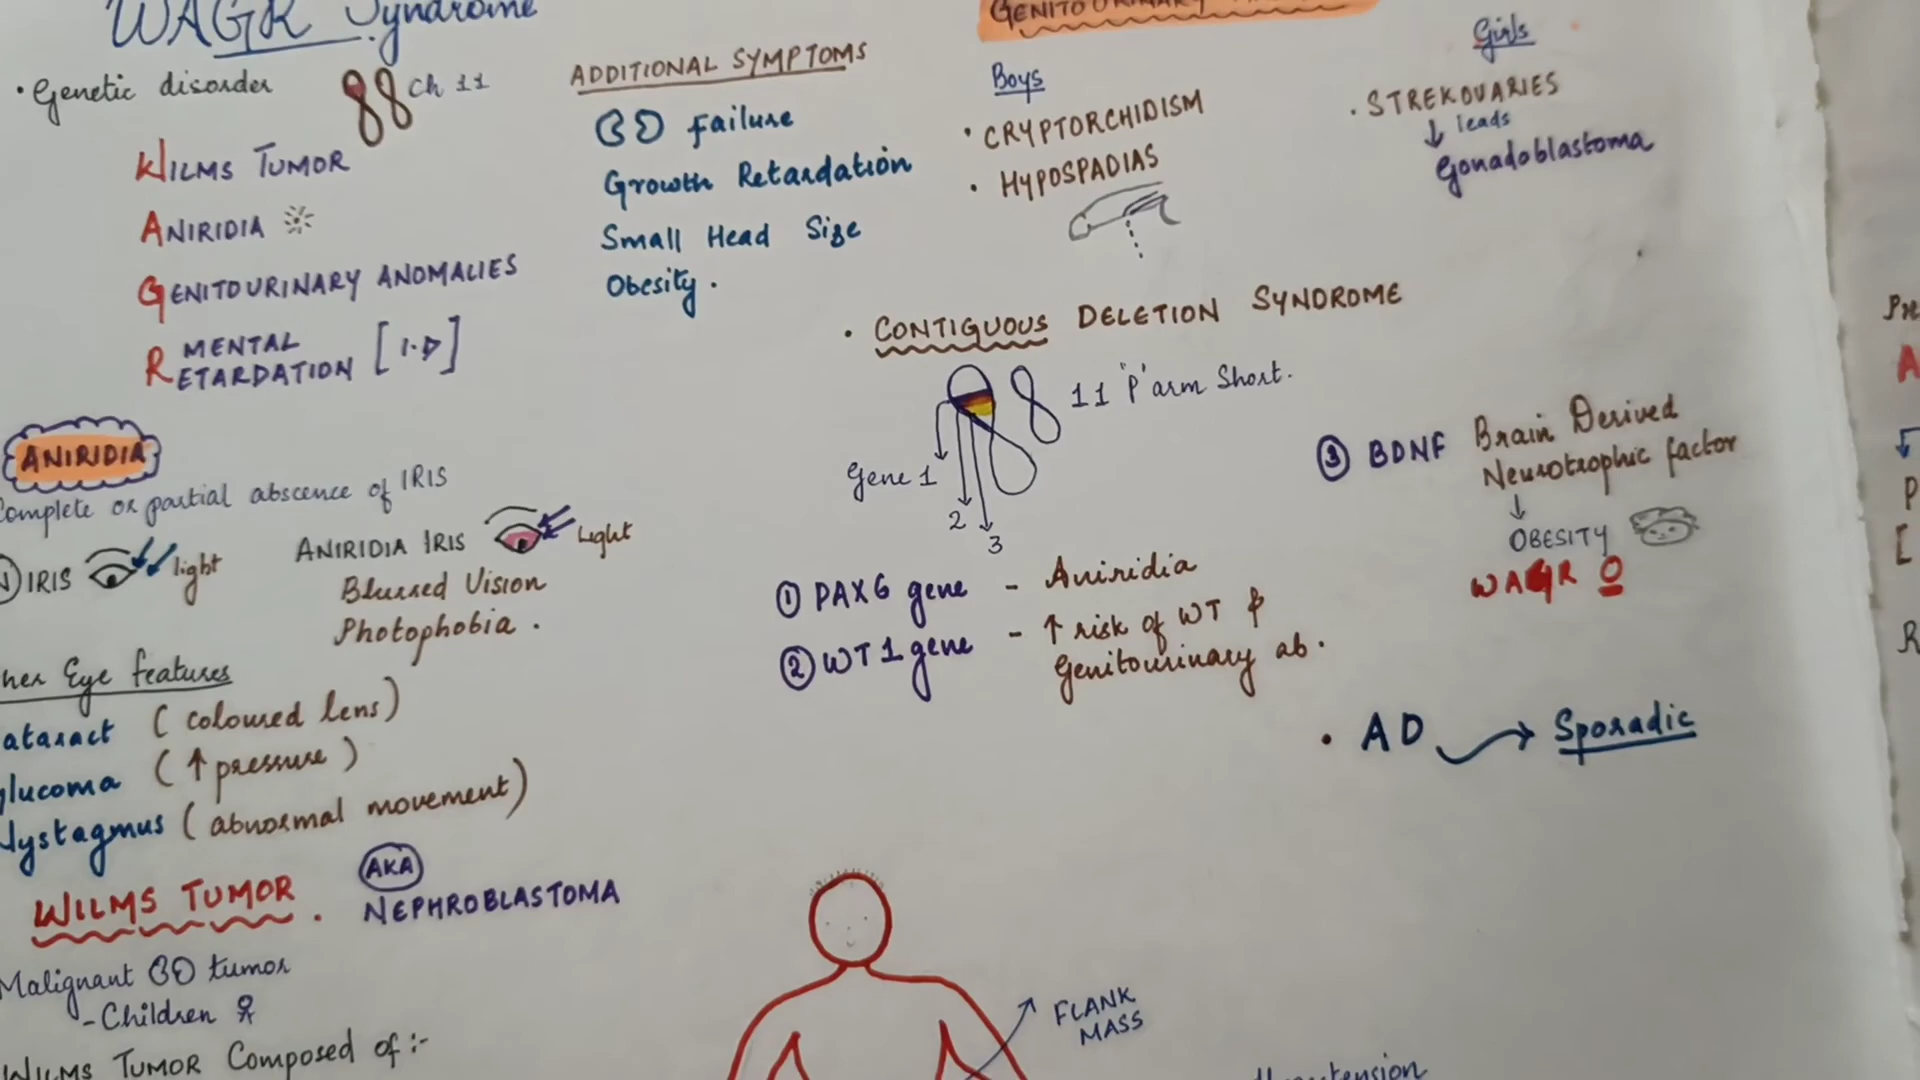 WAGR Syndrome
• Genetic disorder
Ch 11
WILMS TUMOR
ANIRIDIA
GENITOURINARY ANOMALIES
MENTAL
RETARDATION [I.D]
ANIRIDIA
Complete or partial abscence of IRIS
IRIS
light
ANIRIDIA IRIS
Light
Blurred Vision
Photophobia .
her Eye features
ataract ( coloured lens)
glucoma ( ↑ pressure )
Nystagmus ( abnormal movement)
WILMS TUMOR .
AKA
NEPHROBLASTOMA
Malignant tumor
- Children
WILMS TUMOR Composed of :-
ADDITIONAL SYMPTOMS
Failure
Growth Retardation
Small Head Size
Obesity .
GENITOURINARY
Boys
• CRYPTORCHIDISM
• HYPOSPADIAS
Girls
• STREKOVARIES
↓ leads
Gonadoblastoma
• CONTIGUOUS DELETION SYNDROME
11 'P' arm Short.
Gene 1
2
3
① PAX6 gene - Aniridia
② WT1 gene - ↑ risk of WT &
Genitourinary ab.
③ BDNF Brain Derived
Neurotrophic factor
↓
OBESITY
WAGR O
• AD → Sporadic
FLANK
MASS